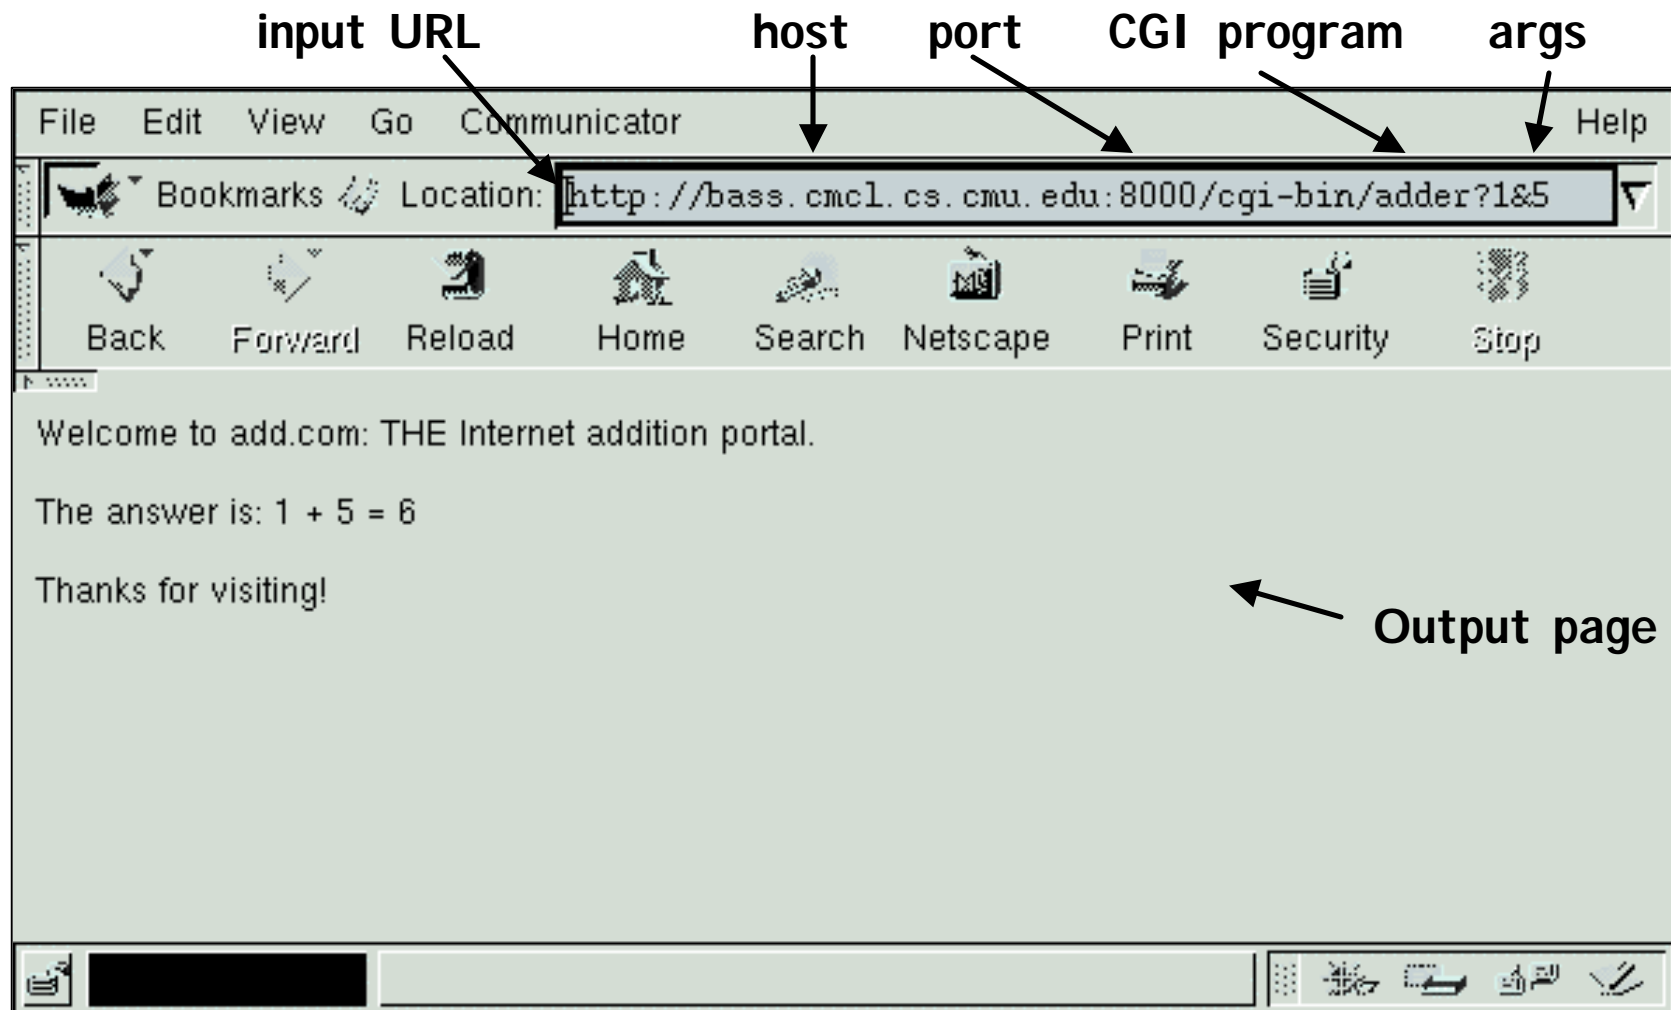 input URL host port CGI program args
File Edit View Go Communicator Help
Bookmarks Location: http://bass.cmcl.cs.cmu.edu:8000/cgi-bin/adder?1&5
Back Forward Reload Home Search Netscape Print Security Stop
Welcome to add.com: THE Internet addition portal.
The answer is: 1 + 5 = 6
Thanks for visiting!
Output page